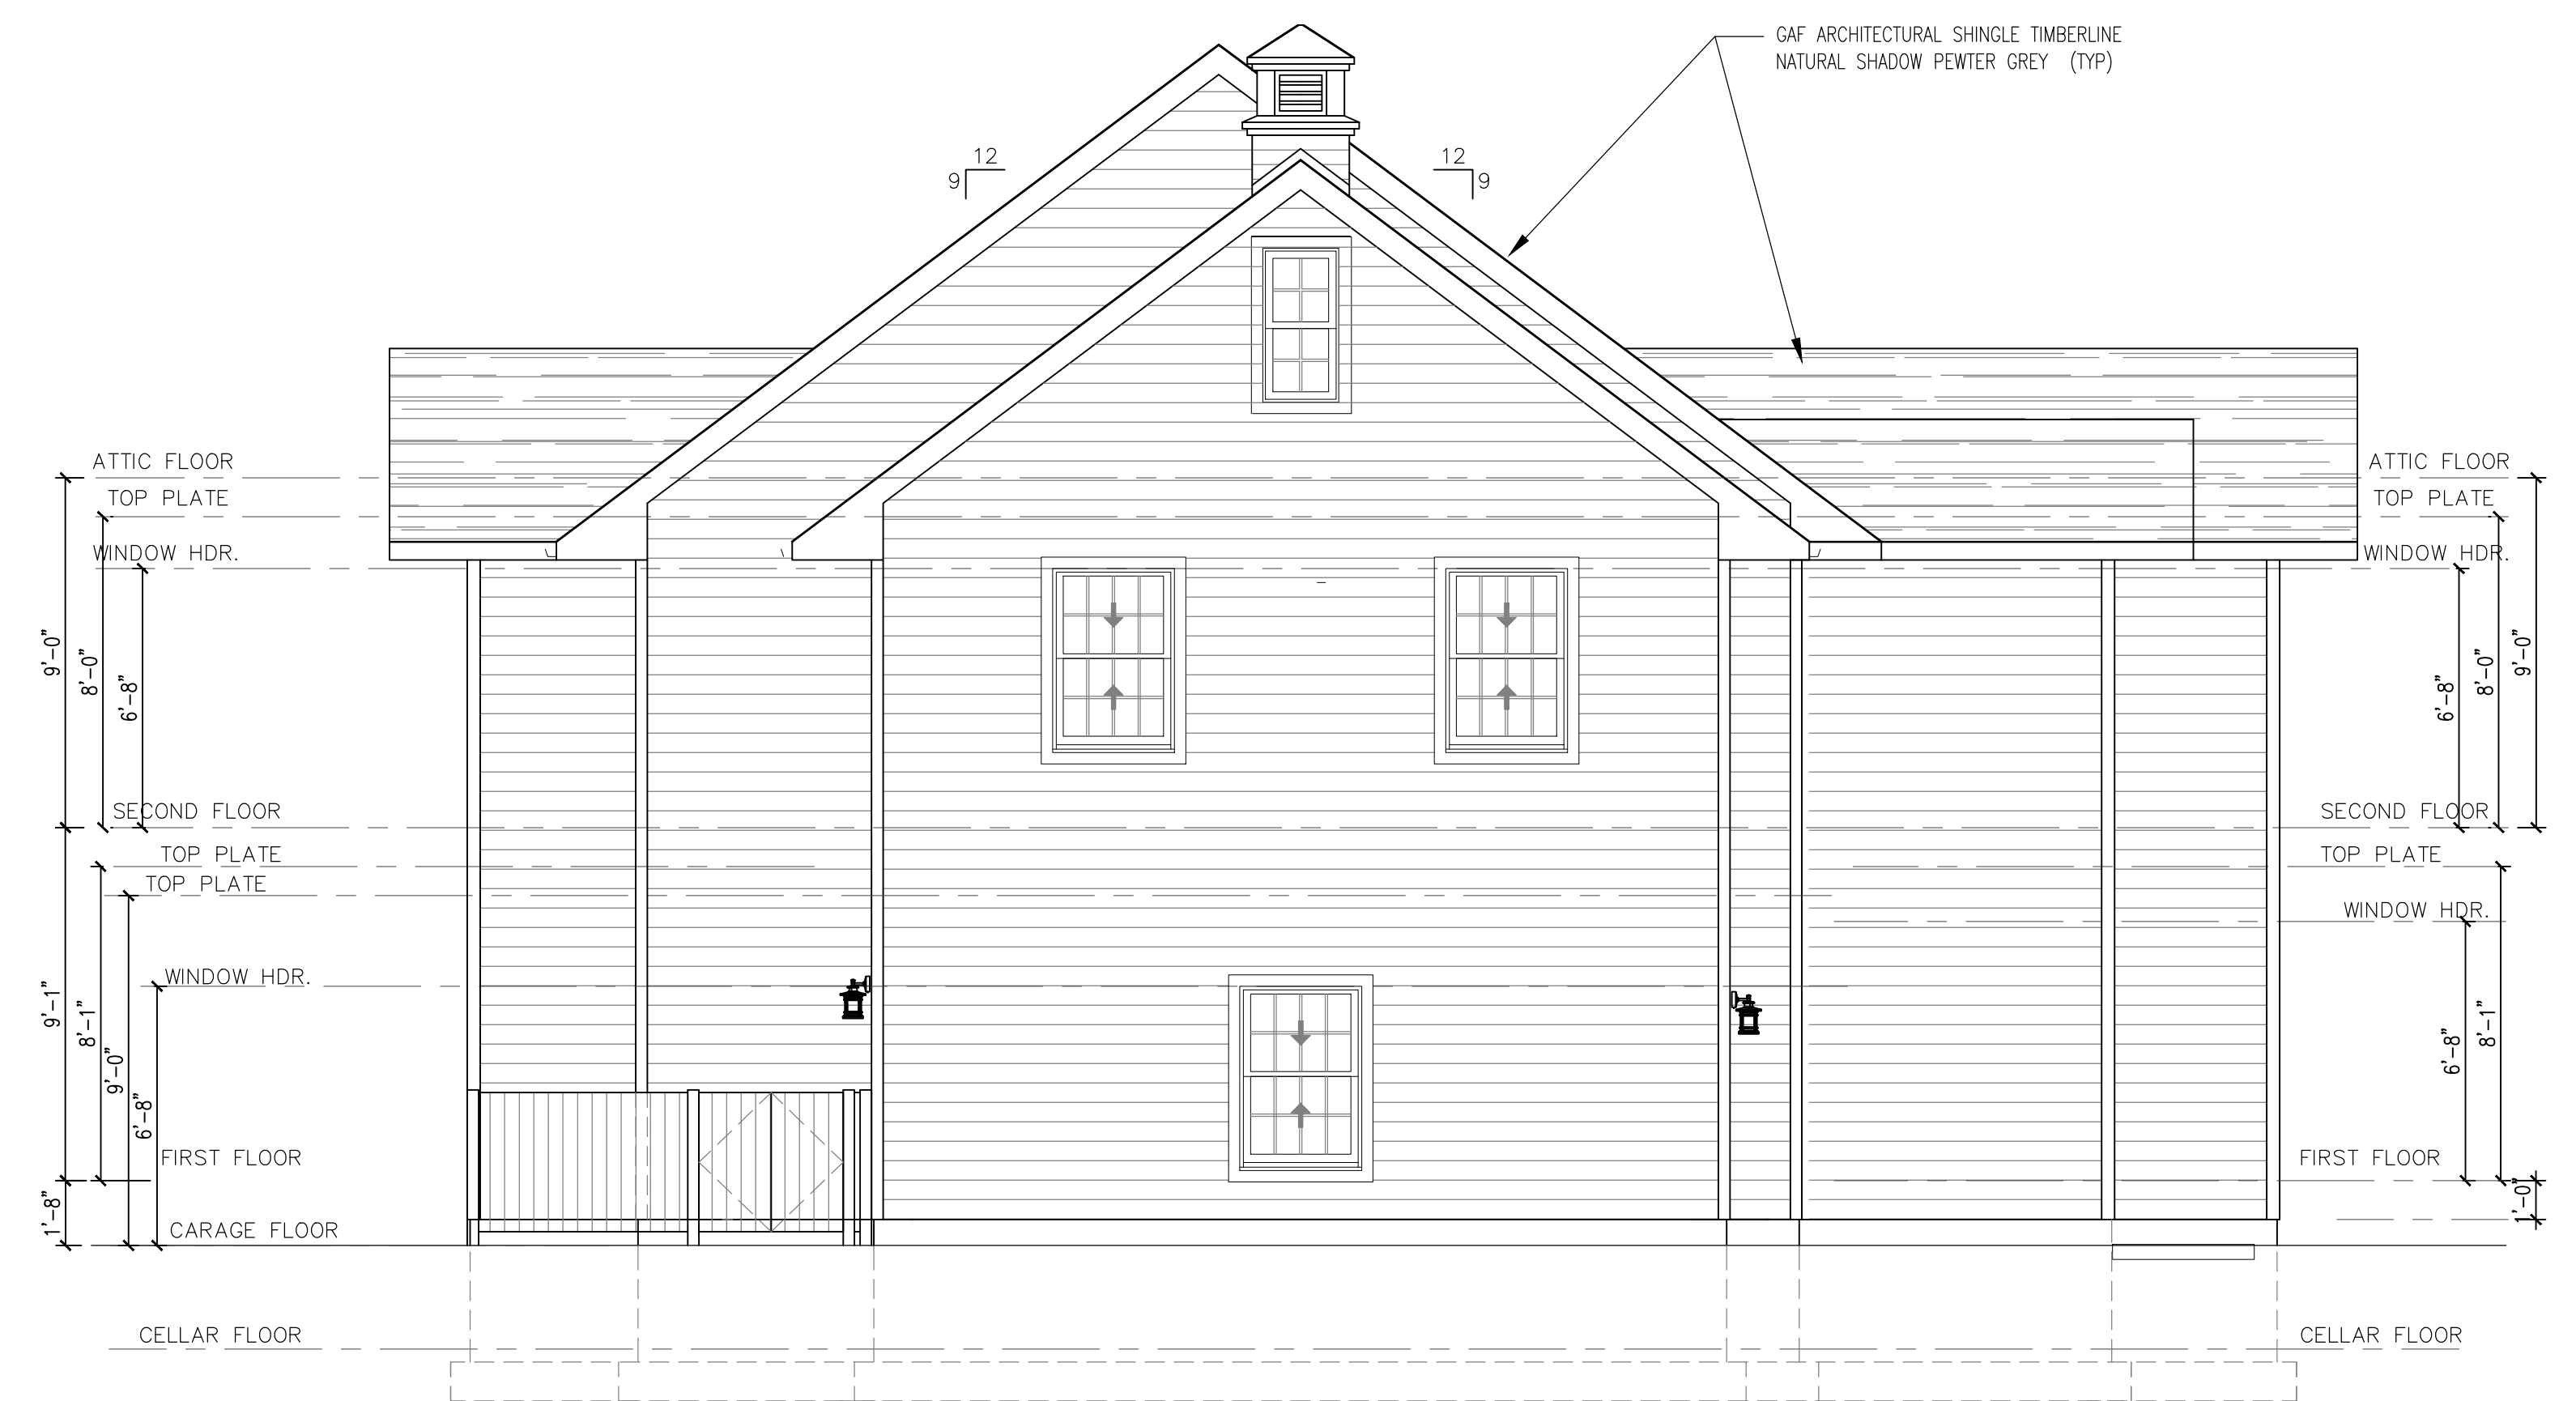 GAF ARCHITECTURAL SHINGLE TIMBERLINE
NATURAL SHADOW PEWTER GREY (TYP)
12
9
12
9
ATTIC FLOOR
TOP PLATE
WINDOW HDR.
9'-0"
8'-0"
6'-8"
SECOND FLOOR
TOP PLATE
TOP PLATE
WINDOW HDR.
9'-1"
8'-1"
9'-0"
6'-8"
FIRST FLOOR
1'-8"
CARAGE FLOOR
CELLAR FLOOR
ATTIC FLOOR
TOP PLATE
WINDOW HDR.
6'-8"
8'-0"
9'-0"
SECOND FLOOR
TOP PLATE
WINDOW HDR.
6'-8"
8'-1"
FIRST FLOOR
1'-0"
CELLAR FLOOR